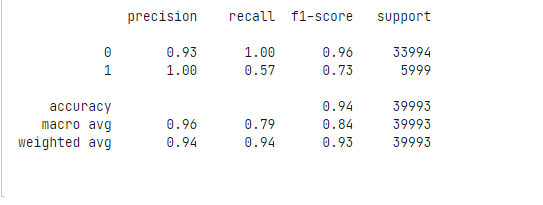 precision recall f1-score support
0 0.93 1.00 0.96 33994
1 1.00 0.57 0.73 5999
accuracy 0.94 39993
macro avg 0.96 0.79 0.84 39993
weighted avg 0.94 0.94 0.93 39993